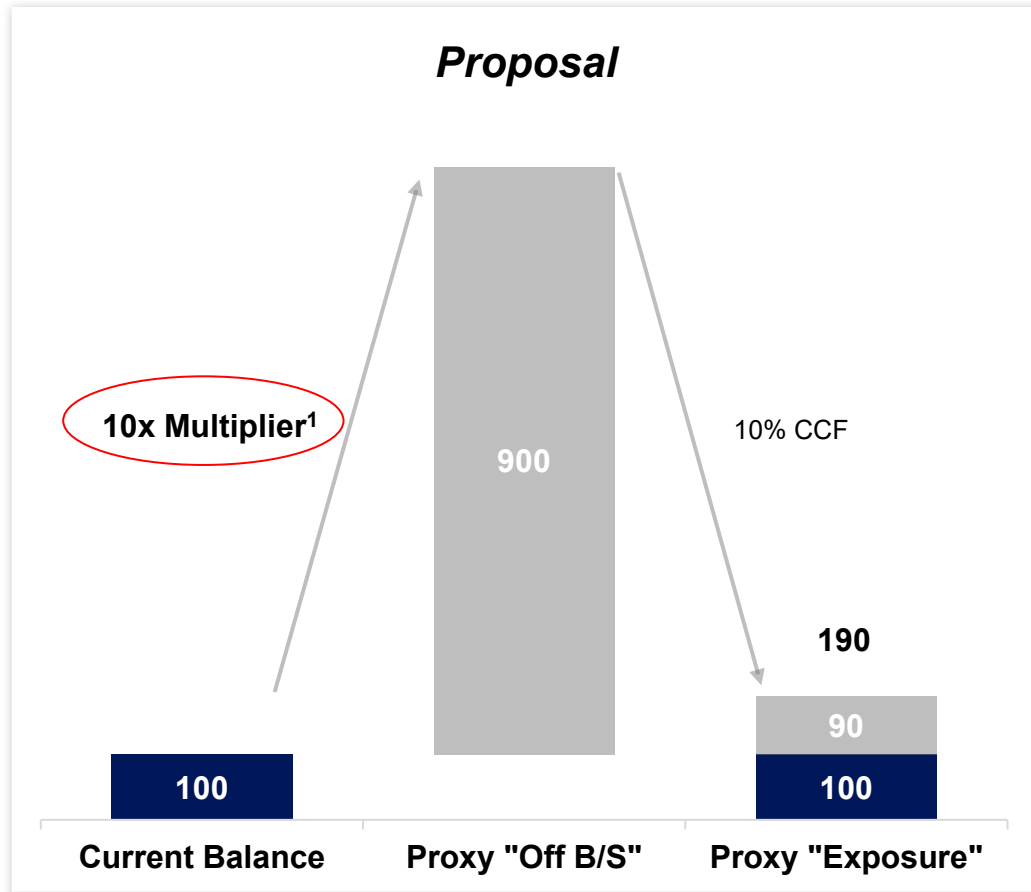 Proposal
10x Multiplier¹
900
10% CCF
190
90
100
100
Current Balance
Proxy "Off B/S"
Proxy "Exposure"